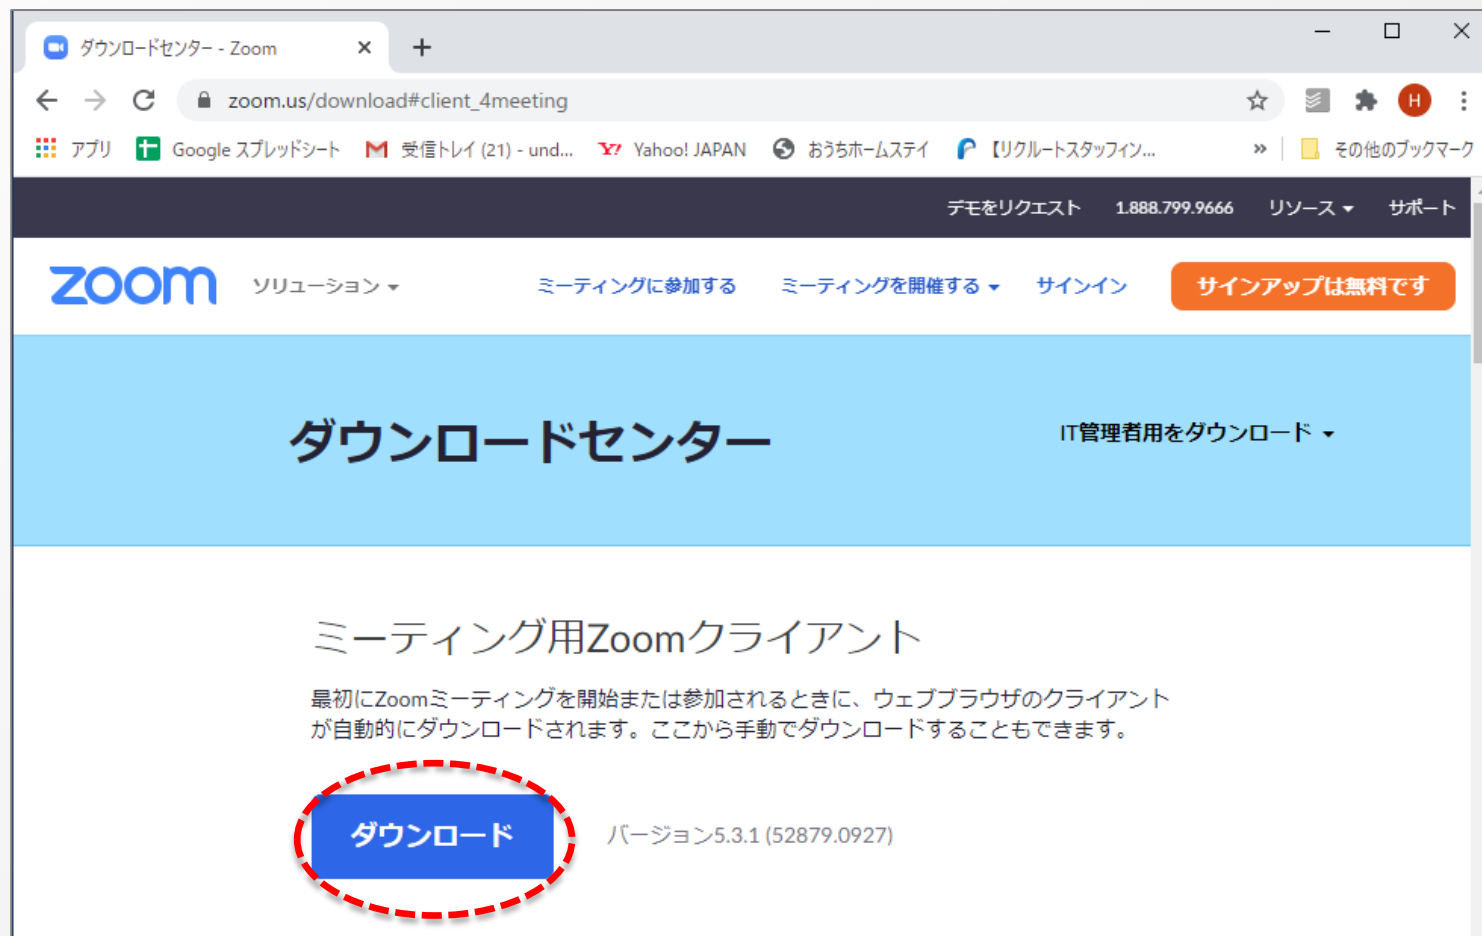 ダウンロードセンター - Zoom
zoom.us/download#client_4meeting
H
アプリ Google スプレッドシート 受信トレイ (21) - und... Yahoo! JAPAN おうちホームステイ 【リクルートスタッフィン... » その他のブックマーク
デモをリクエスト 1.888.799.9666 リソース サポート
zoom ソリューション ミーティングに参加する ミーティングを開催する サインイン サインアップは無料です
ダウンロードセンター
IT管理者用をダウンロード
ミーティング用Zoomクライアント
最初にZoomミーティングを開始または参加されるときに、ウェブブラウザのクライアント
が自動的にダウンロードされます。ここから手動でダウンロードすることもできます。
ダウンロード バージョン5.3.1 (52879.0927)